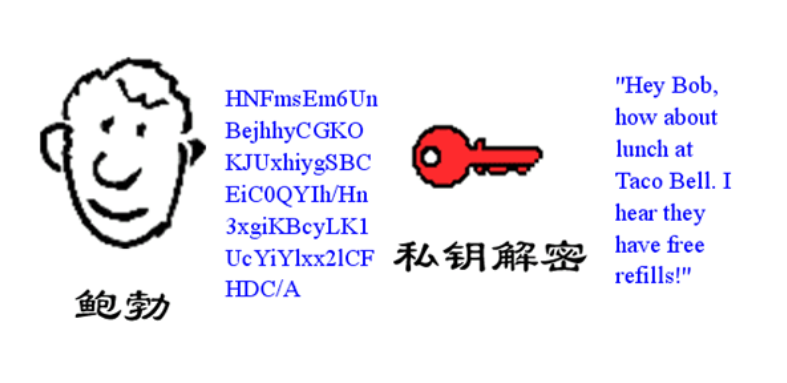 鲍勃
HNFmsEm6Un
BejhhyCGKO
KJUxhiygSBC
EiC0QYIh/Hn
3xgiKBcyLK1
UcYiYlxx2lCF
HDC/A
私钥解密
"Hey Bob,
how about
lunch at
Taco Bell. I
hear they
have free
refills!"